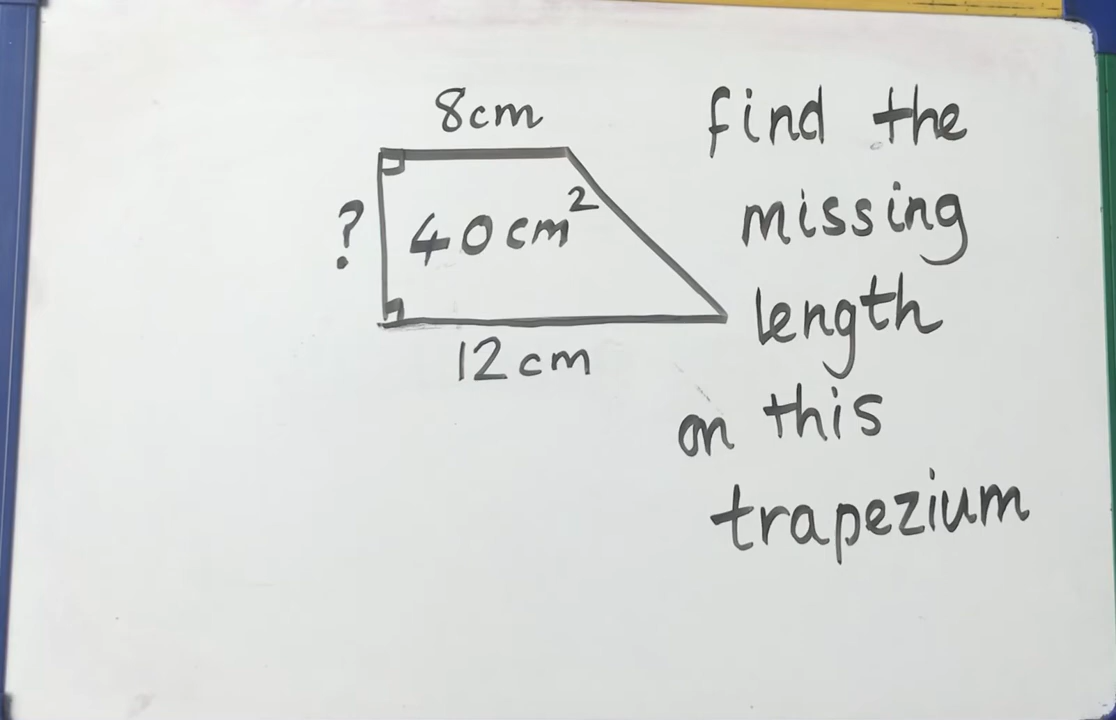 8cm
find the
?
40cm²
missing
length
12cm
on this
trapezium